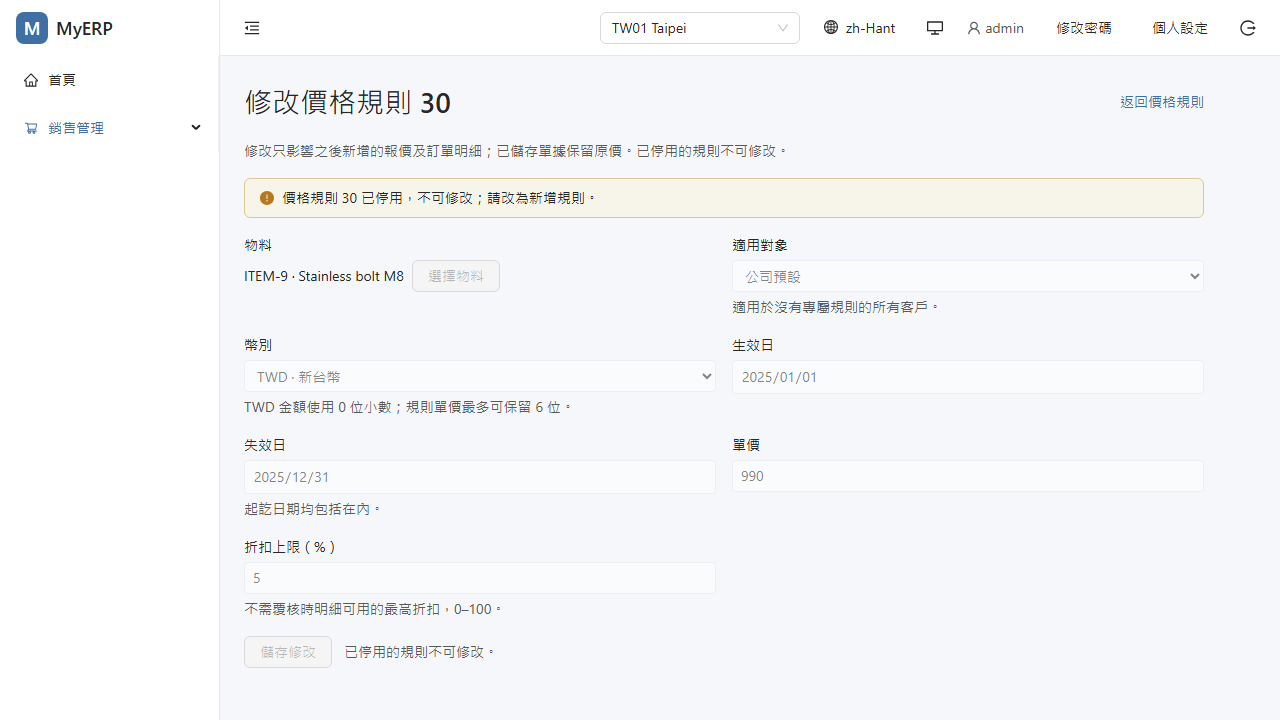 M MyERP
TW01 Taipei
zh-Hant
admin
修改密碼
個人設定
首頁
銷售管理
修改價格規則 30
返回價格規則
修改只影響之後新增的報價及訂單明細；已儲存單據保留原價。已停用的規則不可修改。
價格規則 30 已停用，不可修改；請改為新增規則。
物料
ITEM-9 · Stainless bolt M8
選擇物料
適用對象
公司預設
適用於沒有專屬規則的所有客戶。
幣別
TWD · 新台幣
TWD 金額使用 0 位小數；規則單價最多可保留 6 位。
生效日
2025/01/01
失效日
2025/12/31
起訖日期均包括在內。
單價
990
折扣上限（%）
5
不需覆核時明細可用的最高折扣，0–100。
儲存修改
已停用的規則不可修改。